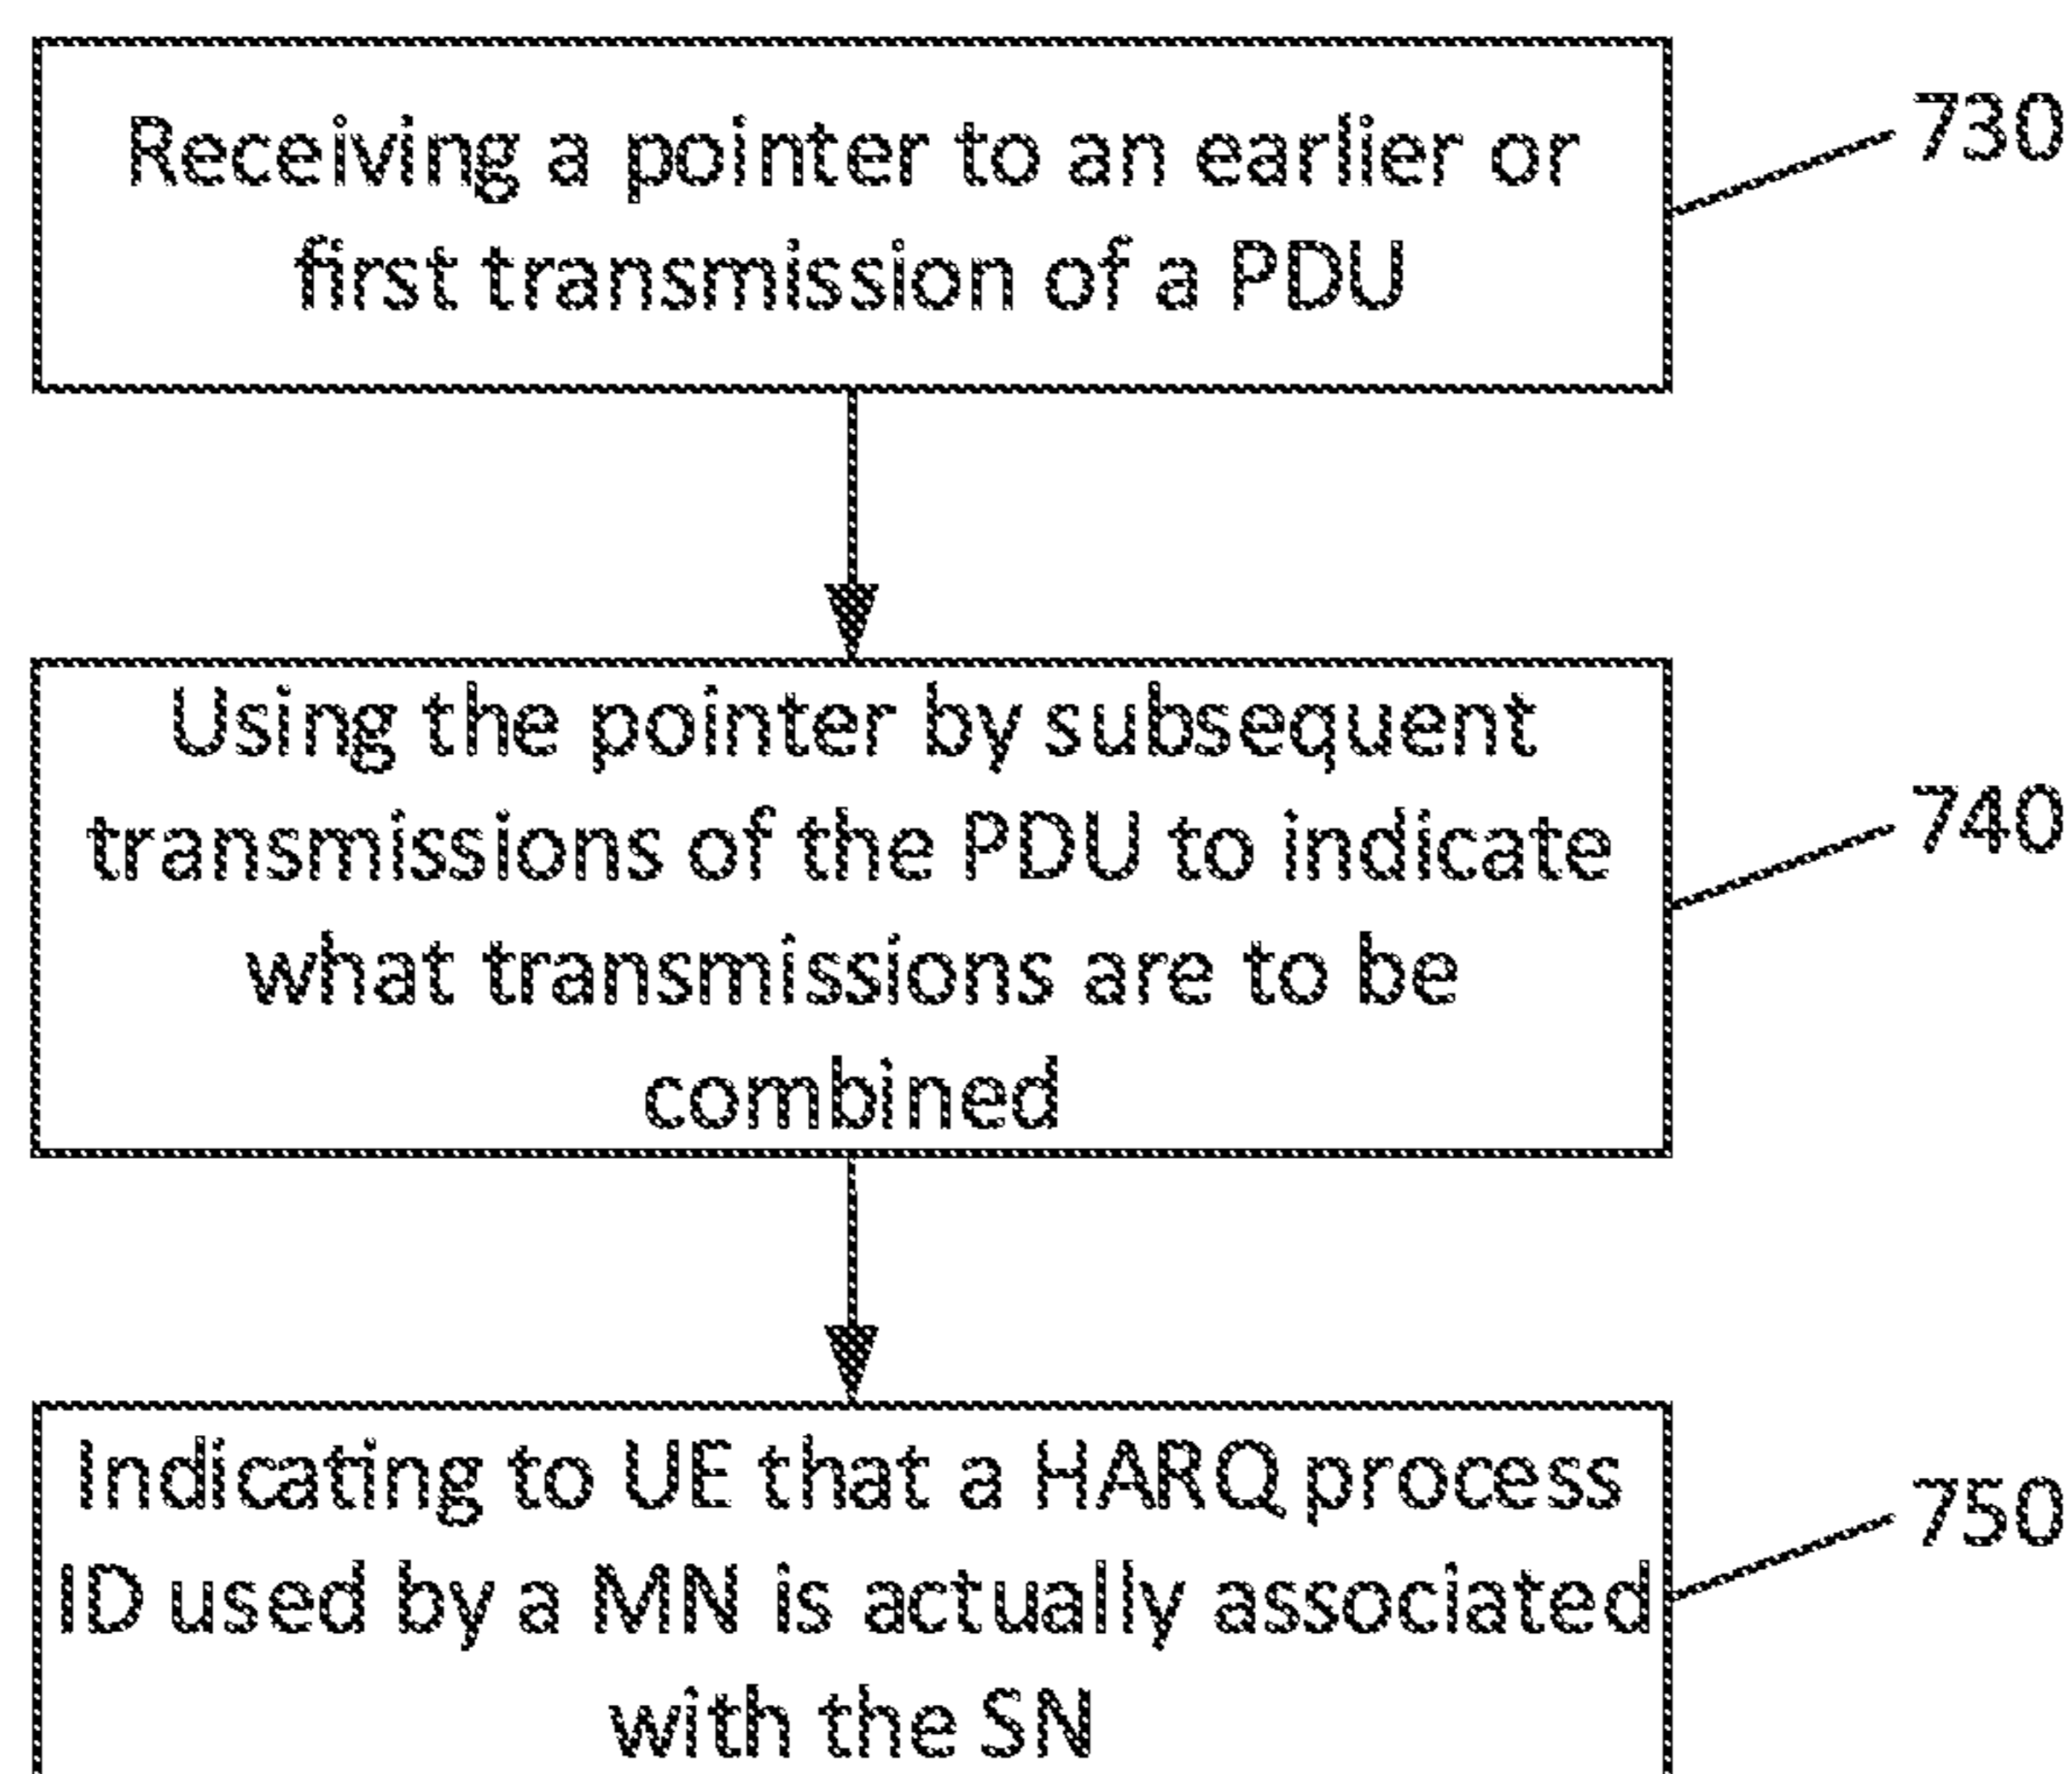 Receiving a pointer to an earlier or
first transmission of a PDU
730
Using the pointer by subsequent
transmissions of the PDU to indicate
what transmissions are to be
combined
740
Indicating to UE that a HARQ process
ID used by a MN is actually associated
with the SN
750